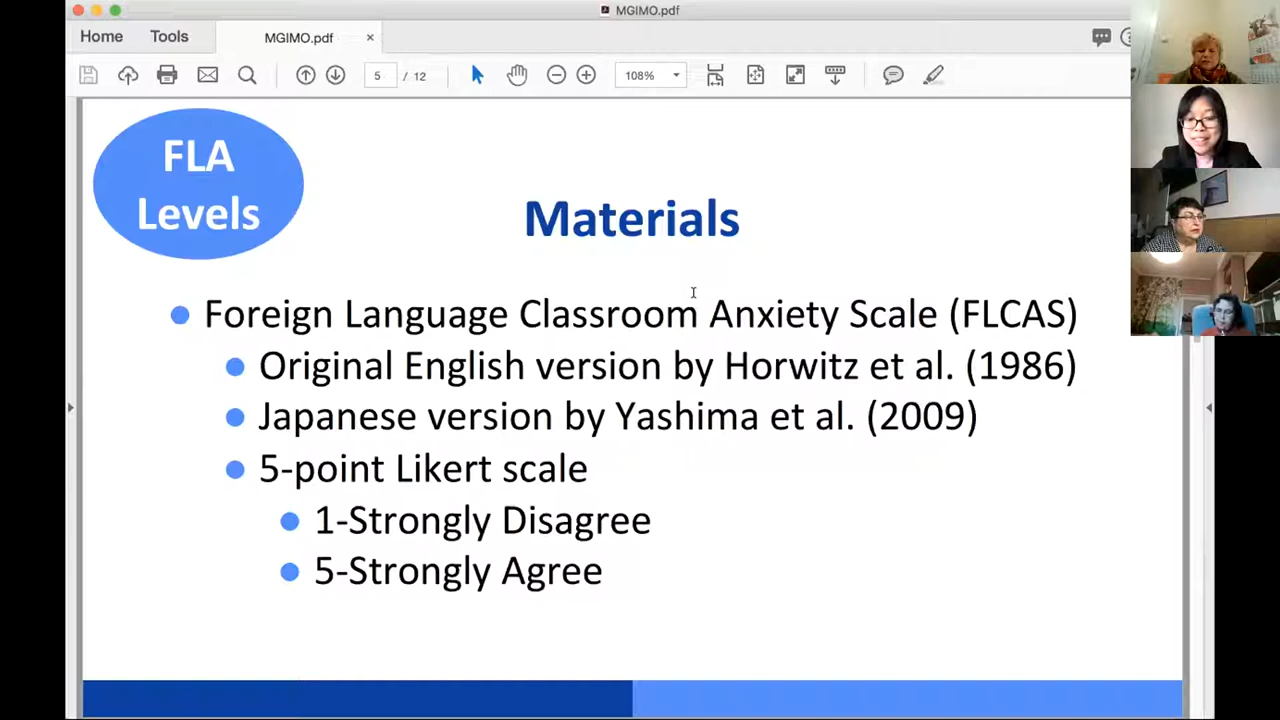 MGIMO.pdf
Home
Tools
MGIMO.pdf
5 / 12
108%
FLA
Levels
Materials
Foreign Language Classroom Anxiety Scale (FLCAS)
Original English version by Horwitz et al. (1986)
Japanese version by Yashima et al. (2009)
5-point Likert scale
1-Strongly Disagree
5-Strongly Agree